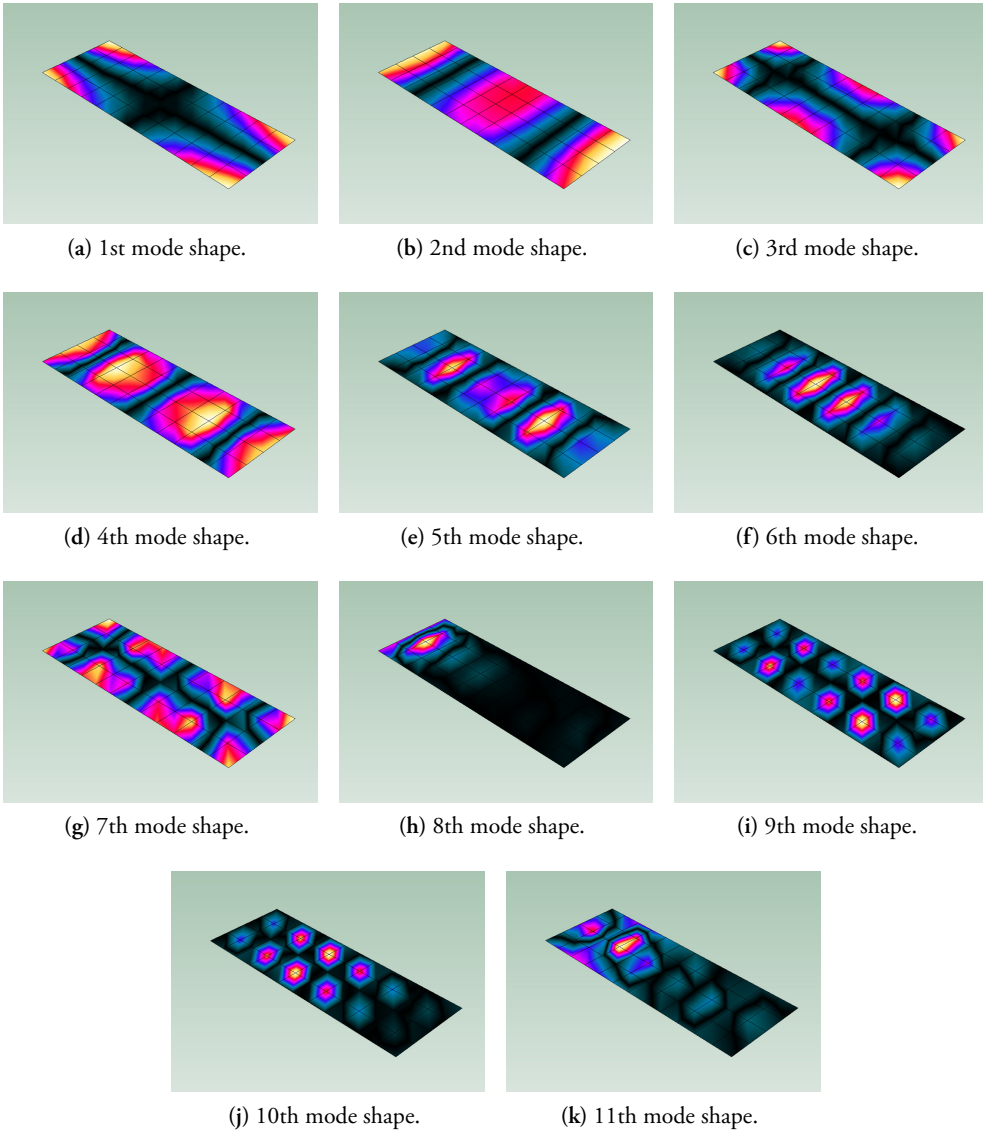 (a) 1st mode shape.
(b) 2nd mode shape.
(c) 3rd mode shape.
(d) 4th mode shape.
(e) 5th mode shape.
(f) 6th mode shape.
(g) 7th mode shape.
(h) 8th mode shape.
(i) 9th mode shape.
(j) 10th mode shape.
(k) 11th mode shape.